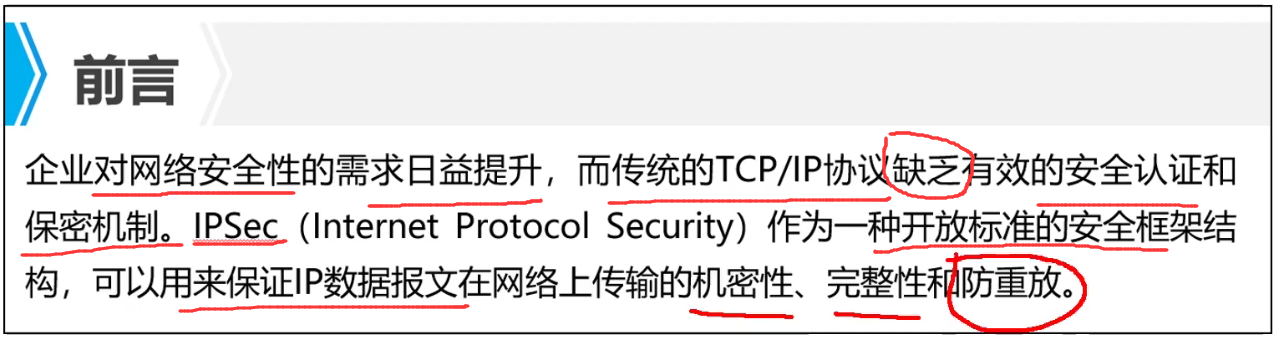 前言
企业对网络安全性的需求日益提升，而传统的TCP/IP协议缺乏有效的安全认证和
保密机制。IPSec（Internet Protocol Security）作为一种开放标准的安全框架结
构，可以用来保证IP数据报文在网络上传输的机密性、完整性和防重放。